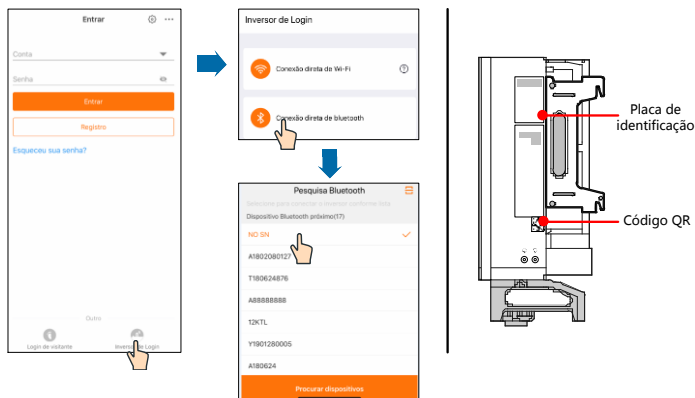 Entrar
Conta
Senha
Entrar
Registro
Esqueceu sua senha?
Outro
Login de visitante
Inversor de Login
Inversor de Login
Conexão direta de Wi-Fi
Conexão direta de bluetooth
Pesquisa Bluetooth
Dispositivo Bluetooth próximo(17)
NO SN
A1802080127
T180624876
A88888888
12KTL
Y1901280005
A180624
Procurar dispositivos
Placa de
identificação
Código QR